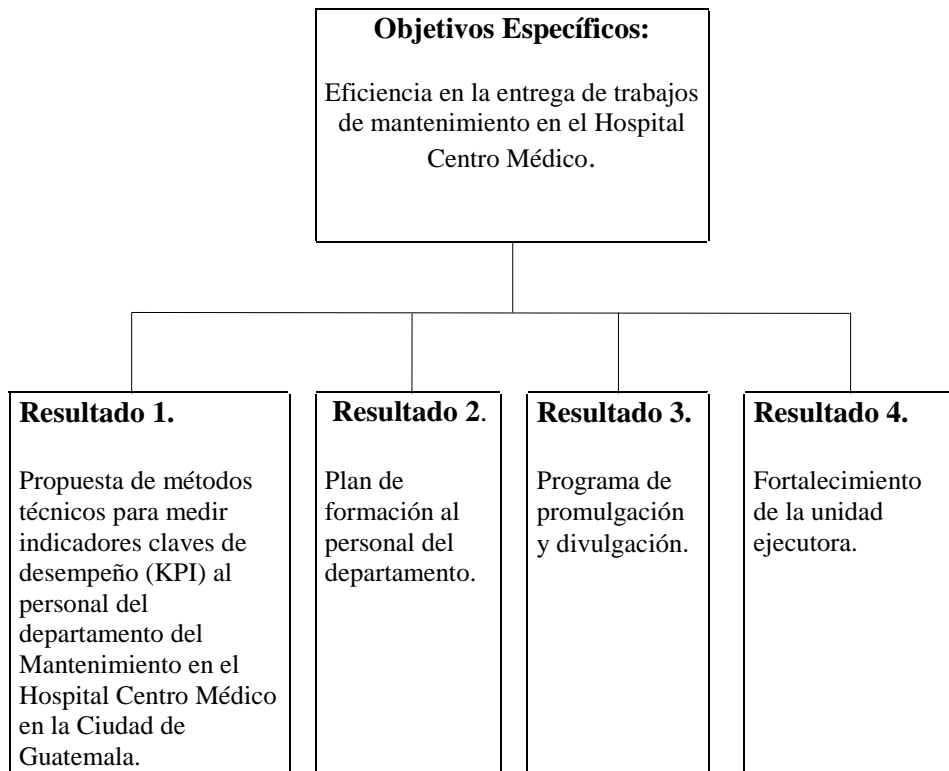 Objetivos Específicos:
Eficiencia en la entrega de trabajos
de mantenimiento en el Hospital
Centro Médico.
Resultado 1.
Propuesta de métodos
técnicos para medir
indicadores claves de
desempeño (KPI) al
personal del
departamento del
Mantenimiento en el
Hospital Centro Médico
en la Ciudad de
Guatemala.
Resultado 2.
Plan de
formación al
personal del
departamento.
Resultado 3.
Programa de
promulgación
y divulgación.
Resultado 4.
Fortalecimiento
de la unidad
ejecutora.